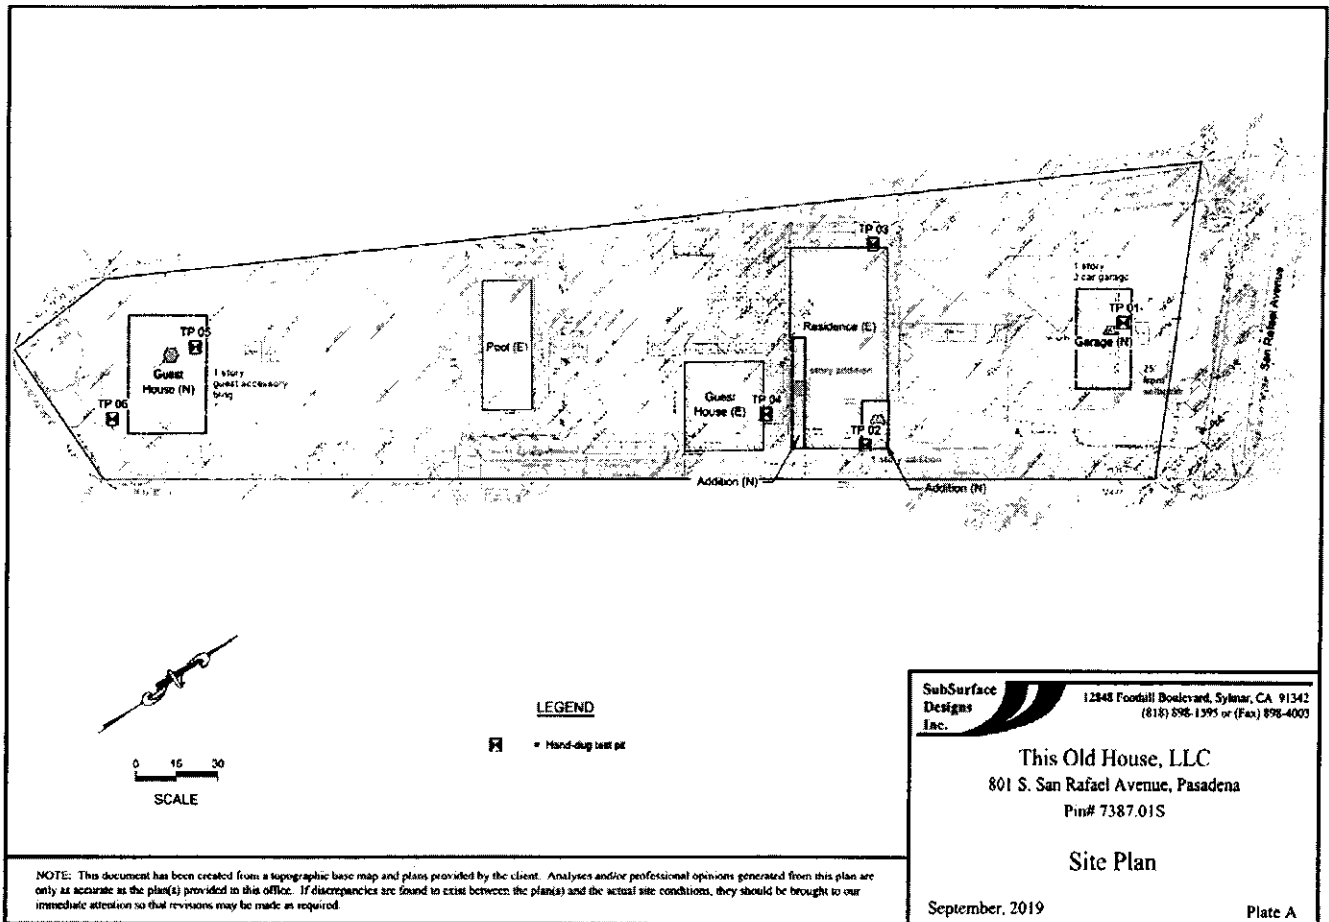 TP 03
1 story
TP 01
Garage (N)
San Rafael Avenue
25'
front
Residence (E)
story addition
Pool (E)
TP 05
Guest
House (N)
1 story
guest accessory
bldg
TP 06
Guest
House (E)
TP 04
TP 02
Addition (N)
Addition (N)
0 15 30
SCALE
LEGEND
= Hand-dug test pit
SubSurface
Designs
Inc.
12848 Foothill Boulevard, Sylmar, CA 91342
(818) 898-1595 or (Fax) 898-4003
This Old House, LLC
801 S. San Rafael Avenue, Pasadena
Pin# 7387.01S
Site Plan
September, 2019
Plate A
NOTE: This document has been created from a topographic base map and plans provided by the client. Analyses and/or professional opinions generated from this plan are
only as accurate as the plan(s) provided to this office. If discrepancies are found to exist between the plan(s) and the actual site conditions, they should be brought to our
immediate attention so that revisions may be made as required.